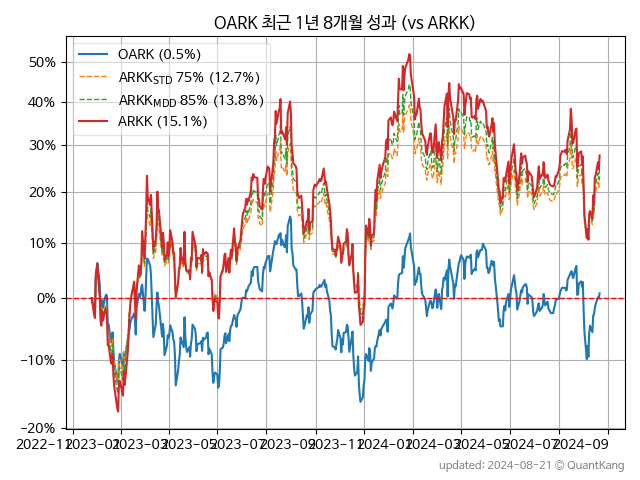 OARK 최근 1년 8개월 성과 (vs ARKK)
OARK (0.5%)
ARKK_STD 75% (12.7%)
ARKK_MDD 85% (13.8%)
ARKK (15.1%)
50%
40%
30%
20%
10%
0%
−10%
−20%
2022−11 2023−01 2023−03 2023−05 2023−07 2023−09 2023−11 2024−01 2024−03 2024−05 2024−07 2024−09
updated: 2024−08−21 © QuantKang